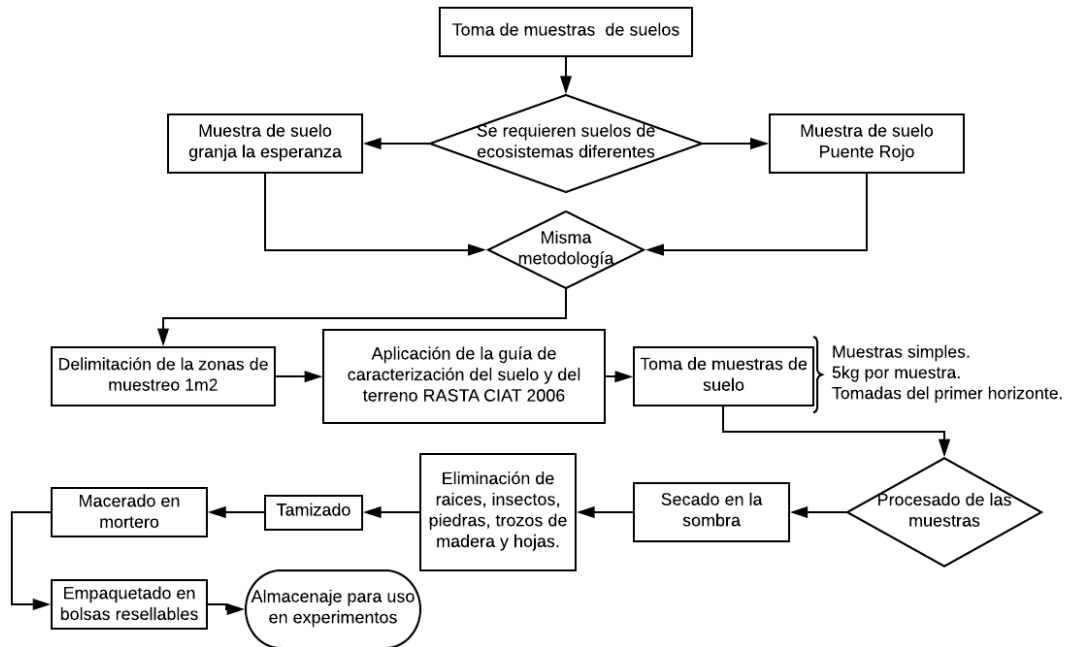 Toma de muestras de suelos
Se requieren suelos de
ecosistemas diferentes
Muestra de suelo
granja la esperanza
Muestra de suelo
Puente Rojo
Misma
metodología
Delimitación de la zonas de
muestreo 1m2
Aplicación de la guía de
caracterización del suelo y del
terreno RASTA CIAT 2006
Toma de muestras de
suelo
Muestras simples.
5kg por muestra.
Tomadas del primer horizonte.
Procesado de las
muestras
Secado en la
sombra
Eliminación de
raices, insectos,
piedras, trozos de
madera y hojas.
Tamizado
Macerado en
mortero
Empaquetado en
bolsas resellables
Almacenaje para uso
en experimentos